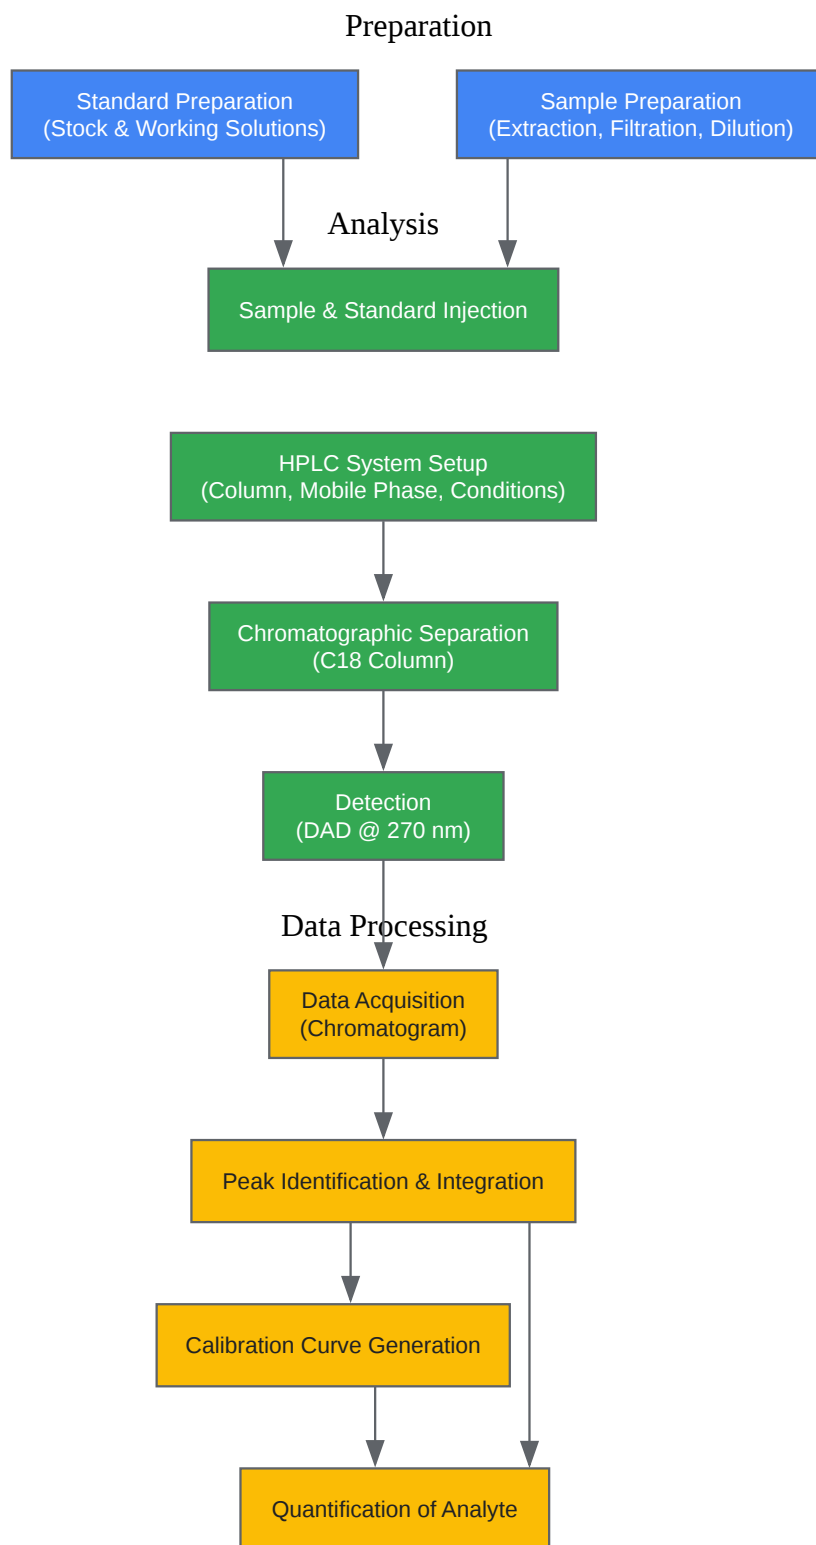 Preparation
Standard Preparation
(Stock & Working Solutions)
Sample Preparation
(Extraction, Filtration, Dilution)
Analysis
Sample & Standard Injection
HPLC System Setup
(Column, Mobile Phase, Conditions)
Chromatographic Separation
(C18 Column)
Detection
(DAD @ 270 nm)
Data Processing
Data Acquisition
(Chromatogram)
Peak Identification & Integration
Calibration Curve Generation
Quantification of Analyte